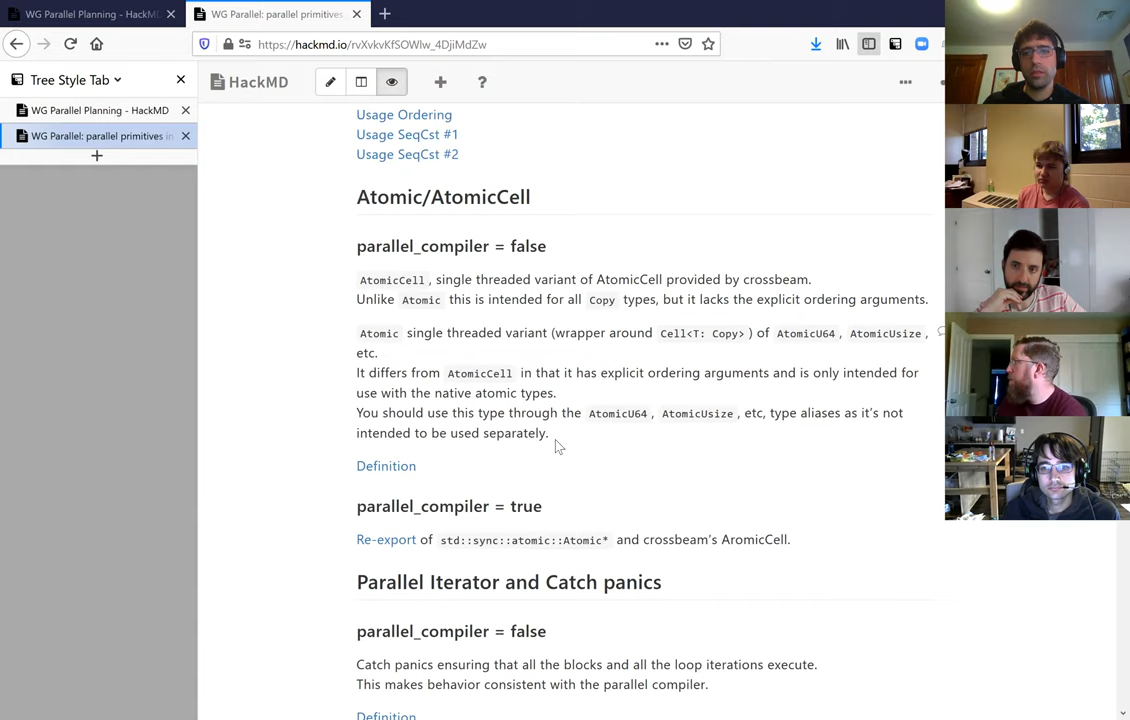 WG Parallel Planning - HackMD
WG Parallel: parallel primitives
https://hackmd.io/rvXvkvKfSOWlw_4DjiMdZw
Tree Style Tab
HackMD
WG Parallel Planning - HackMD
WG Parallel: parallel primitives in
Usage Ordering
Usage SeqCst #1
Usage SeqCst #2
Atomic/AtomicCell
parallel_compiler = false
AtomicCell , single threaded variant of AtomicCell provided by crossbeam.
Unlike Atomic this is intended for all Copy types, but it lacks the explicit ordering arguments.
Atomic single threaded variant (wrapper around Cell<T: Copy> ) of AtomicU64 , AtomicUsize ,
etc.
It differs from AtomicCell in that it has explicit ordering arguments and is only intended for
use with the native atomic types.
You should use this type through the AtomicU64 , AtomicUsize , etc, type aliases as it's not
intended to be used separately.
Definition
parallel_compiler = true
Re-export of std::sync::atomic::Atomic* and crossbeam's AromicCell.
Parallel Iterator and Catch panics
parallel_compiler = false
Catch panics ensuring that all the blocks and all the loop iterations execute.
This makes behavior consistent with the parallel compiler.
Definition